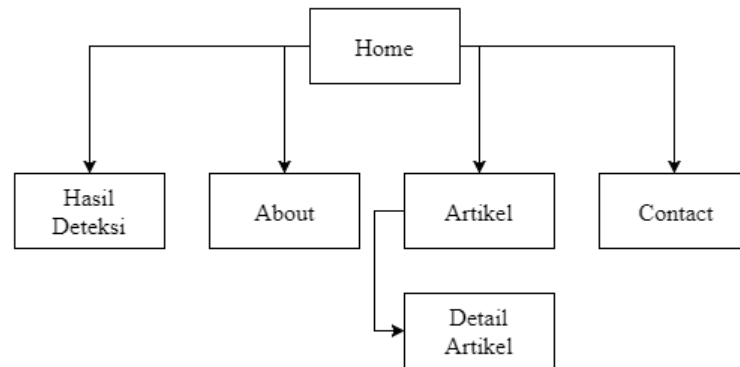 Home
Hasil
Deteksi
About
Artikel
Contact
Detail
Artikel